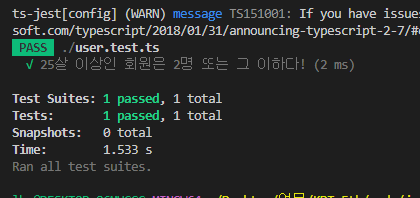 ts-jest[config] (WARN) message TS151001: If you have issues
soft.com/typescript/2018/01/31/announcing-typescript-2-7/#
PASS ./user.test.ts
√ 25살 이상인 회원은 2명 또는 그 이하다! (2 ms)
Test Suites: 1 passed, 1 total
Tests: 1 passed, 1 total
Snapshots: 0 total
Time: 1.533 s
Ran all test suites.